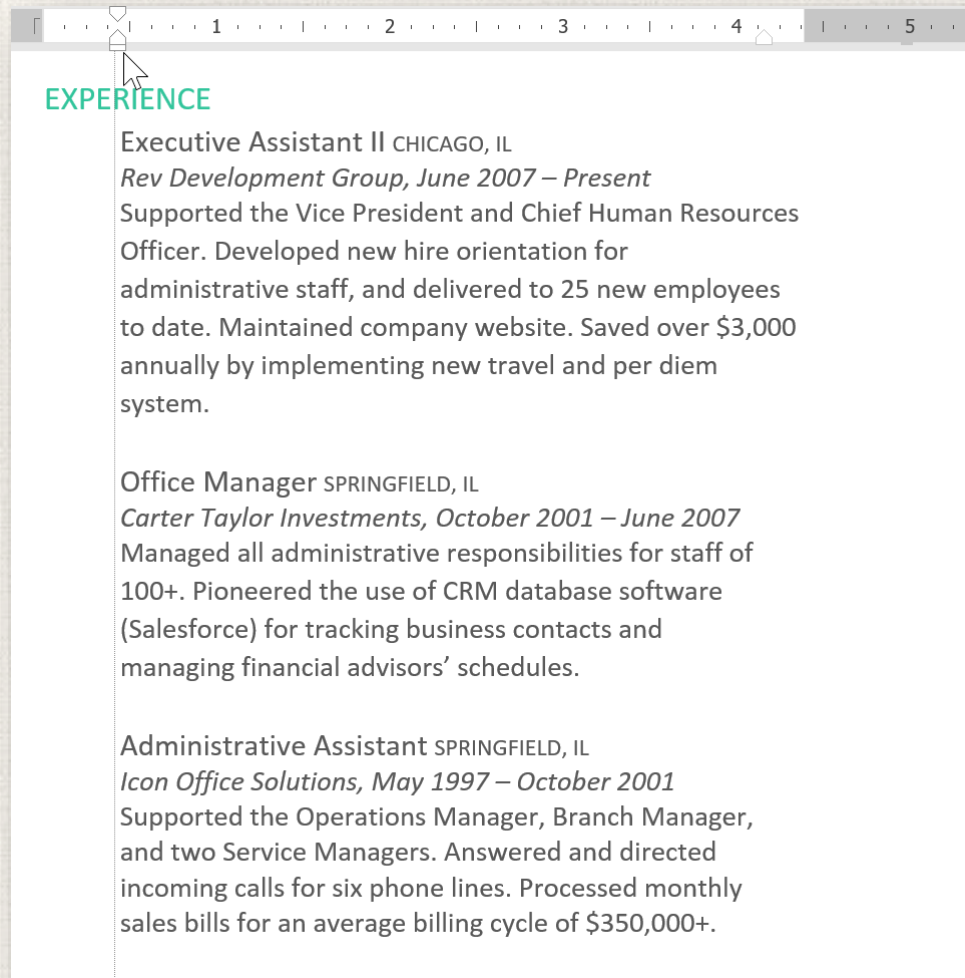 1 2 3 4 5
EXPERIENCE
Executive Assistant II CHICAGO, IL
Rev Development Group, June 2007 – Present
Supported the Vice President and Chief Human Resources
Officer. Developed new hire orientation for
administrative staff, and delivered to 25 new employees
to date. Maintained company website. Saved over $3,000
annually by implementing new travel and per diem
system.
Office Manager SPRINGFIELD, IL
Carter Taylor Investments, October 2001 – June 2007
Managed all administrative responsibilities for staff of
100+. Pioneered the use of CRM database software
(Salesforce) for tracking business contacts and
managing financial advisors’ schedules.
Administrative Assistant SPRINGFIELD, IL
Icon Office Solutions, May 1997 – October 2001
Supported the Operations Manager, Branch Manager,
and two Service Managers. Answered and directed
incoming calls for six phone lines. Processed monthly
sales bills for an average billing cycle of $350,000+.